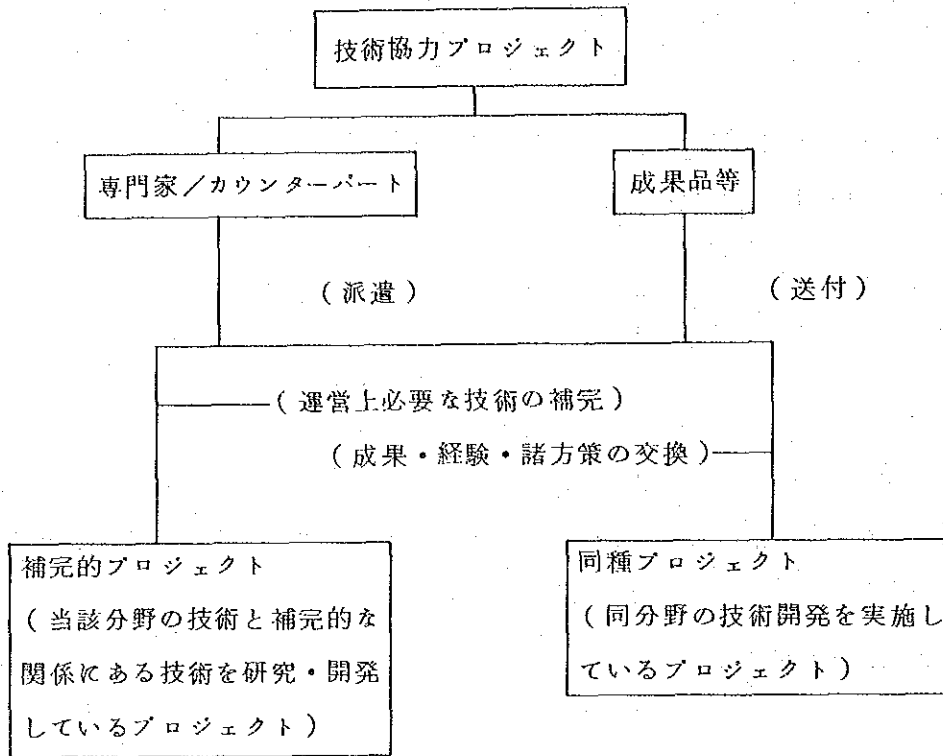 技術協力プロジェクト
専門家／カウンターパート
成果品等
（派遣）
（送付）
（運営上必要な技術の補完）
（成果・経験・諸方策の交換）
補完的プロジェクト
（当該分野の技術と補完的な
関係にある技術を研究・開発
しているプロジェクト）
同種プロジェクト
（同分野の技術開発を実施し
ているプロジェクト）